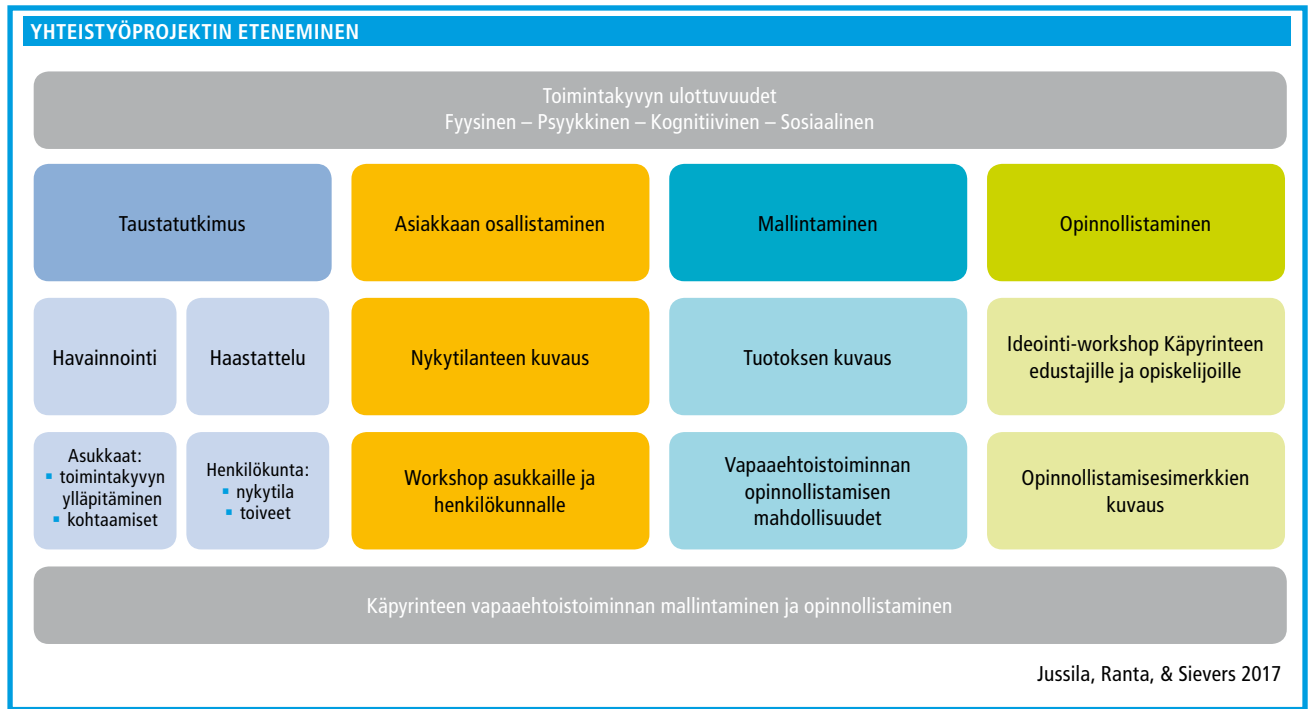 YHTEISTYÖPROJEKTIN ETENEMINEN
Toimintakyvyn ulottuvuudet
Fyysinen – Psyykkinen – Kognitiivinen – Sosiaalinen
Taustatutkimus
Asiakkaan osallistaminen
Mallintaminen
Opinnollistaminen
Havainnointi
Haastattelu
Nykytilanteen kuvaus
Tuotoksen kuvaus
Ideointi-workshop Käpyrinteen
edustajille ja opiskelijoille
Asukkaat:
▪ toimintakyvyn
ylläpitäminen
▪ kohtaamiset
Henkilökunta:
▪ nykytila
▪ toiveet
Workshop asukkaille ja
henkilökunnalle
Vapaaehtoistoiminnan
opinnollistamisen
mahdollisuudet
Opinnollistamisesimerkkien
kuvaus
Käpyrinteen vapaaehtoistoiminnan mallintaminen ja opinnollistaminen
Jussila, Ranta, & Sievers 2017